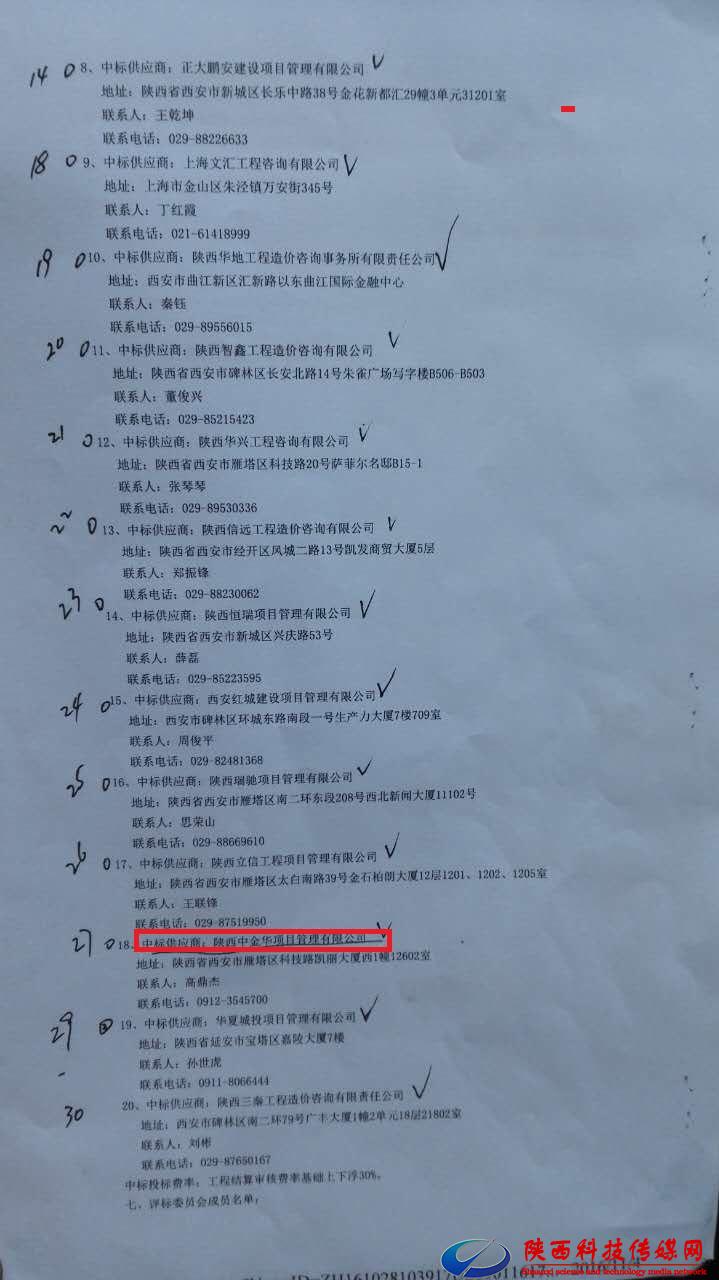 14 0 8、中标供应商：正大鹏安建设项目管理有限公司 √
地址：陕西省西安市新城区长乐中路38号金花新都汇29幢3单元31201室
联系人：王乾坤
联系电话：029-88226633
18 0 9、中标供应商：上海文汇工程咨询有限公司 √
地址：上海市金山区朱泾镇万安街345号
联系人：丁红霞
联系电话：021-61418999
19 0 10、中标供应商：陕西华地工程造价咨询事务所有限责任公司 √
地址：西安市曲江新区汇新路以东曲江国际金融中心
联系人：秦钰
联系电话：029-89556015
20 0 11、中标供应商：陕西智鑫工程造价咨询有限公司 √
地址：陕西省西安市碑林区长安北路14号朱雀广场写字楼B506-B503
联系人：董俊兴
联系电话：029-85215423
21 0 12、中标供应商：陕西华兴工程咨询有限公司 √
地址：陕西省西安市雁塔区科技路20号萨菲尔名邸B15-1
联系人：张琴琴
联系电话：029-89530336
22 0 13、中标供应商：陕西信远工程造价咨询有限公司 √
地址：陕西省西安市经开区凤城二路13号凯发商贸大厦5层
联系人：郑振锋
联系电话：029-88230062
23 0 14、中标供应商：陕西恒瑞项目管理有限公司 √
地址：陕西省西安市新城区兴庆路53号
联系人：薛磊
联系电话：029-85223595
24 0 15、中标供应商：西安红城建设项目管理有限公司 √
地址：西安市碑林区环城东路南段一号生产力大厦7楼709室
联系人：周俊平
联系电话：029-82481368
25 0 16、中标供应商：陕西瑞驰项目管理有限公司 √
地址：陕西省西安市雁塔区南二环东段208号西北新闻大厦11102号
联系人：思荣山
联系电话：029-88669610
26 0 17、中标供应商：陕西立信工程项目管理有限公司 √
地址：陕西省西安市雁塔区太白南路39号金石柏朗大厦12层1201、1202、1205室
联系人：王联锋
联系电话：029-87519950
27 0 18、中标供应商：陕西中金华项目管理有限公司 √
地址：陕西省西安市雁塔区科技路凯丽大厦西1幢12602室
联系人：高鼎杰
联系电话：0912-3545700
29 0 19、中标供应商：华夏城投项目管理有限公司 √
地址：陕西省延安市宝塔区嘉陵大厦7楼
联系人：孙世虎
联系电话：0911-8066444
30 20、中标供应商：陕西三秦工程造价咨询有限责任公司 √
地址：西安市碑林区南二环79号广丰大厦1幢2单元18层21802室
联系人：刘彬
联系电话：029-87650167
中标投标费率：工程结算审核费率基础上下浮30%。
七、评标委员会成员名单：
陕西科技传媒网
Shaanxi science and technology media network